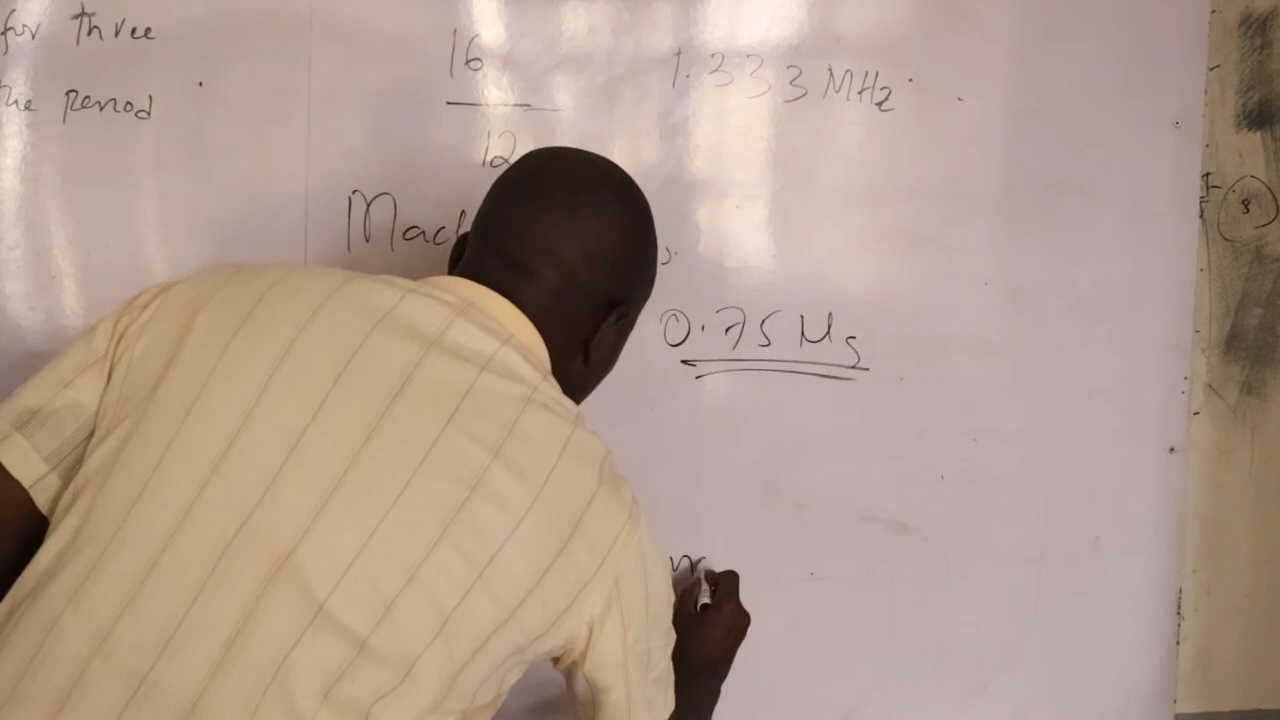 for three
the period
16
12
1.333 MHz
Mac
0.75 Ms